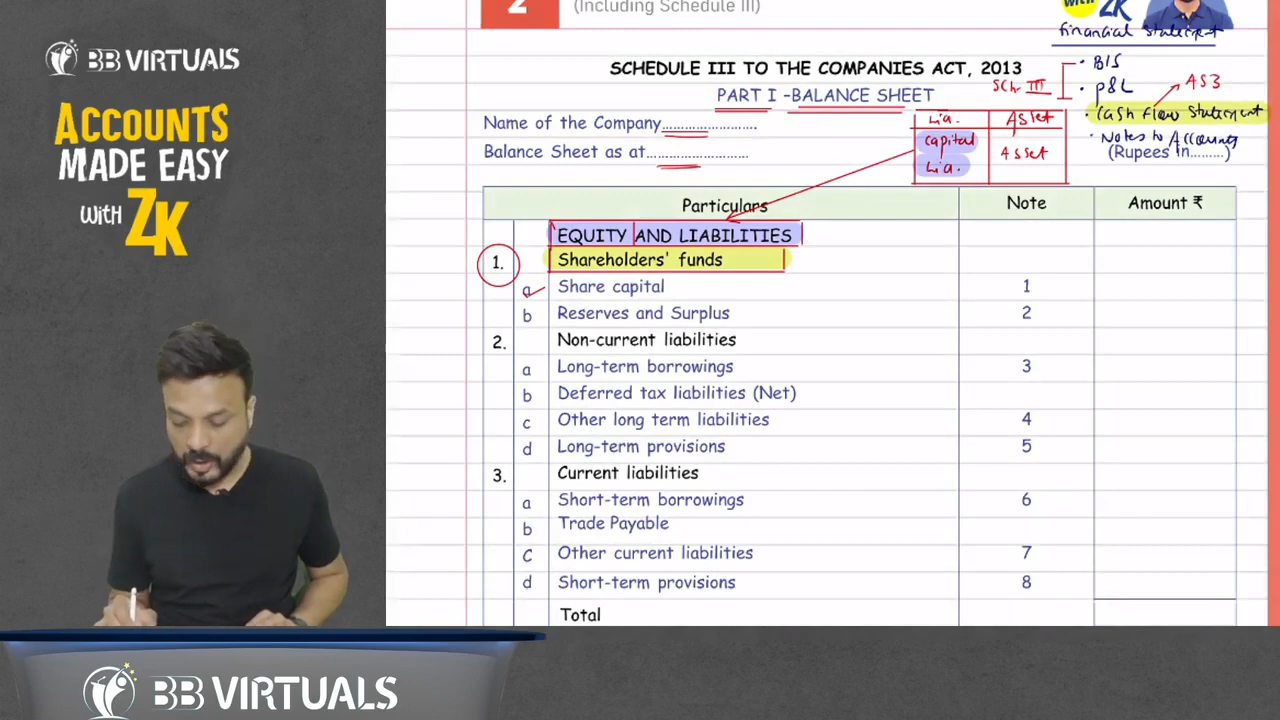 BB VIRTUALS
ACCOUNTS
MADE EASY
WITH ZK
2 (Including Schedule III)
WITH ZK
Financial Statement
SCHEDULE III TO THE COMPANIES ACT, 2013
Sch III
• B/S
• P&L
AS3
• Cash flow Statement
• Notes to Accounts
PART I -BALANCE SHEET
Name of the Company........................
Balance Sheet as at........................
(Rupees in.........)
Lia. Asset
capital Asset
Lia.
Particulars Note Amount ₹
EQUITY AND LIABILITIES
1. Shareholders' funds
a Share capital 1
b Reserves and Surplus 2
2. Non-current liabilities
a Long-term borrowings 3
b Deferred tax liabilities (Net)
c Other long term liabilities 4
d Long-term provisions 5
3. Current liabilities
a Short-term borrowings 6
b Trade Payable
C Other current liabilities 7
d Short-term provisions 8
Total
BB VIRTUALS